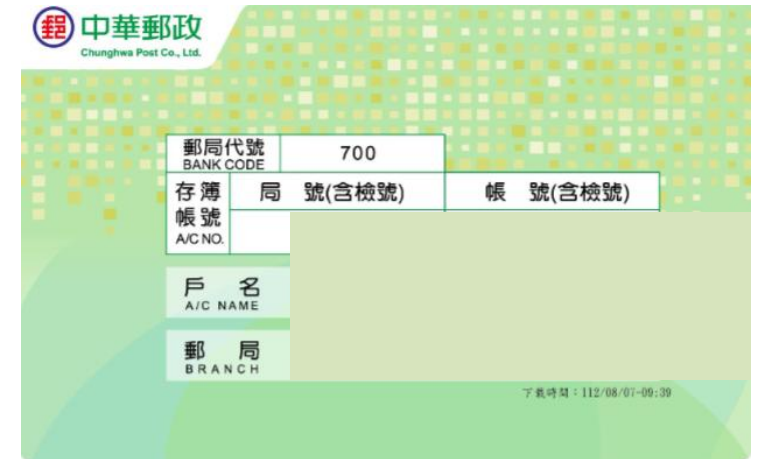 郵 中華郵政
Chunghwa Post Co., Ltd.
郵局代號 700
BANK CODE
存簿 局 號(含檢號) 帳 號(含檢號)
帳號
A/C NO.
戶 名
A/C NAME
郵 局
BRANCH
下載時間：112/08/07-09:39